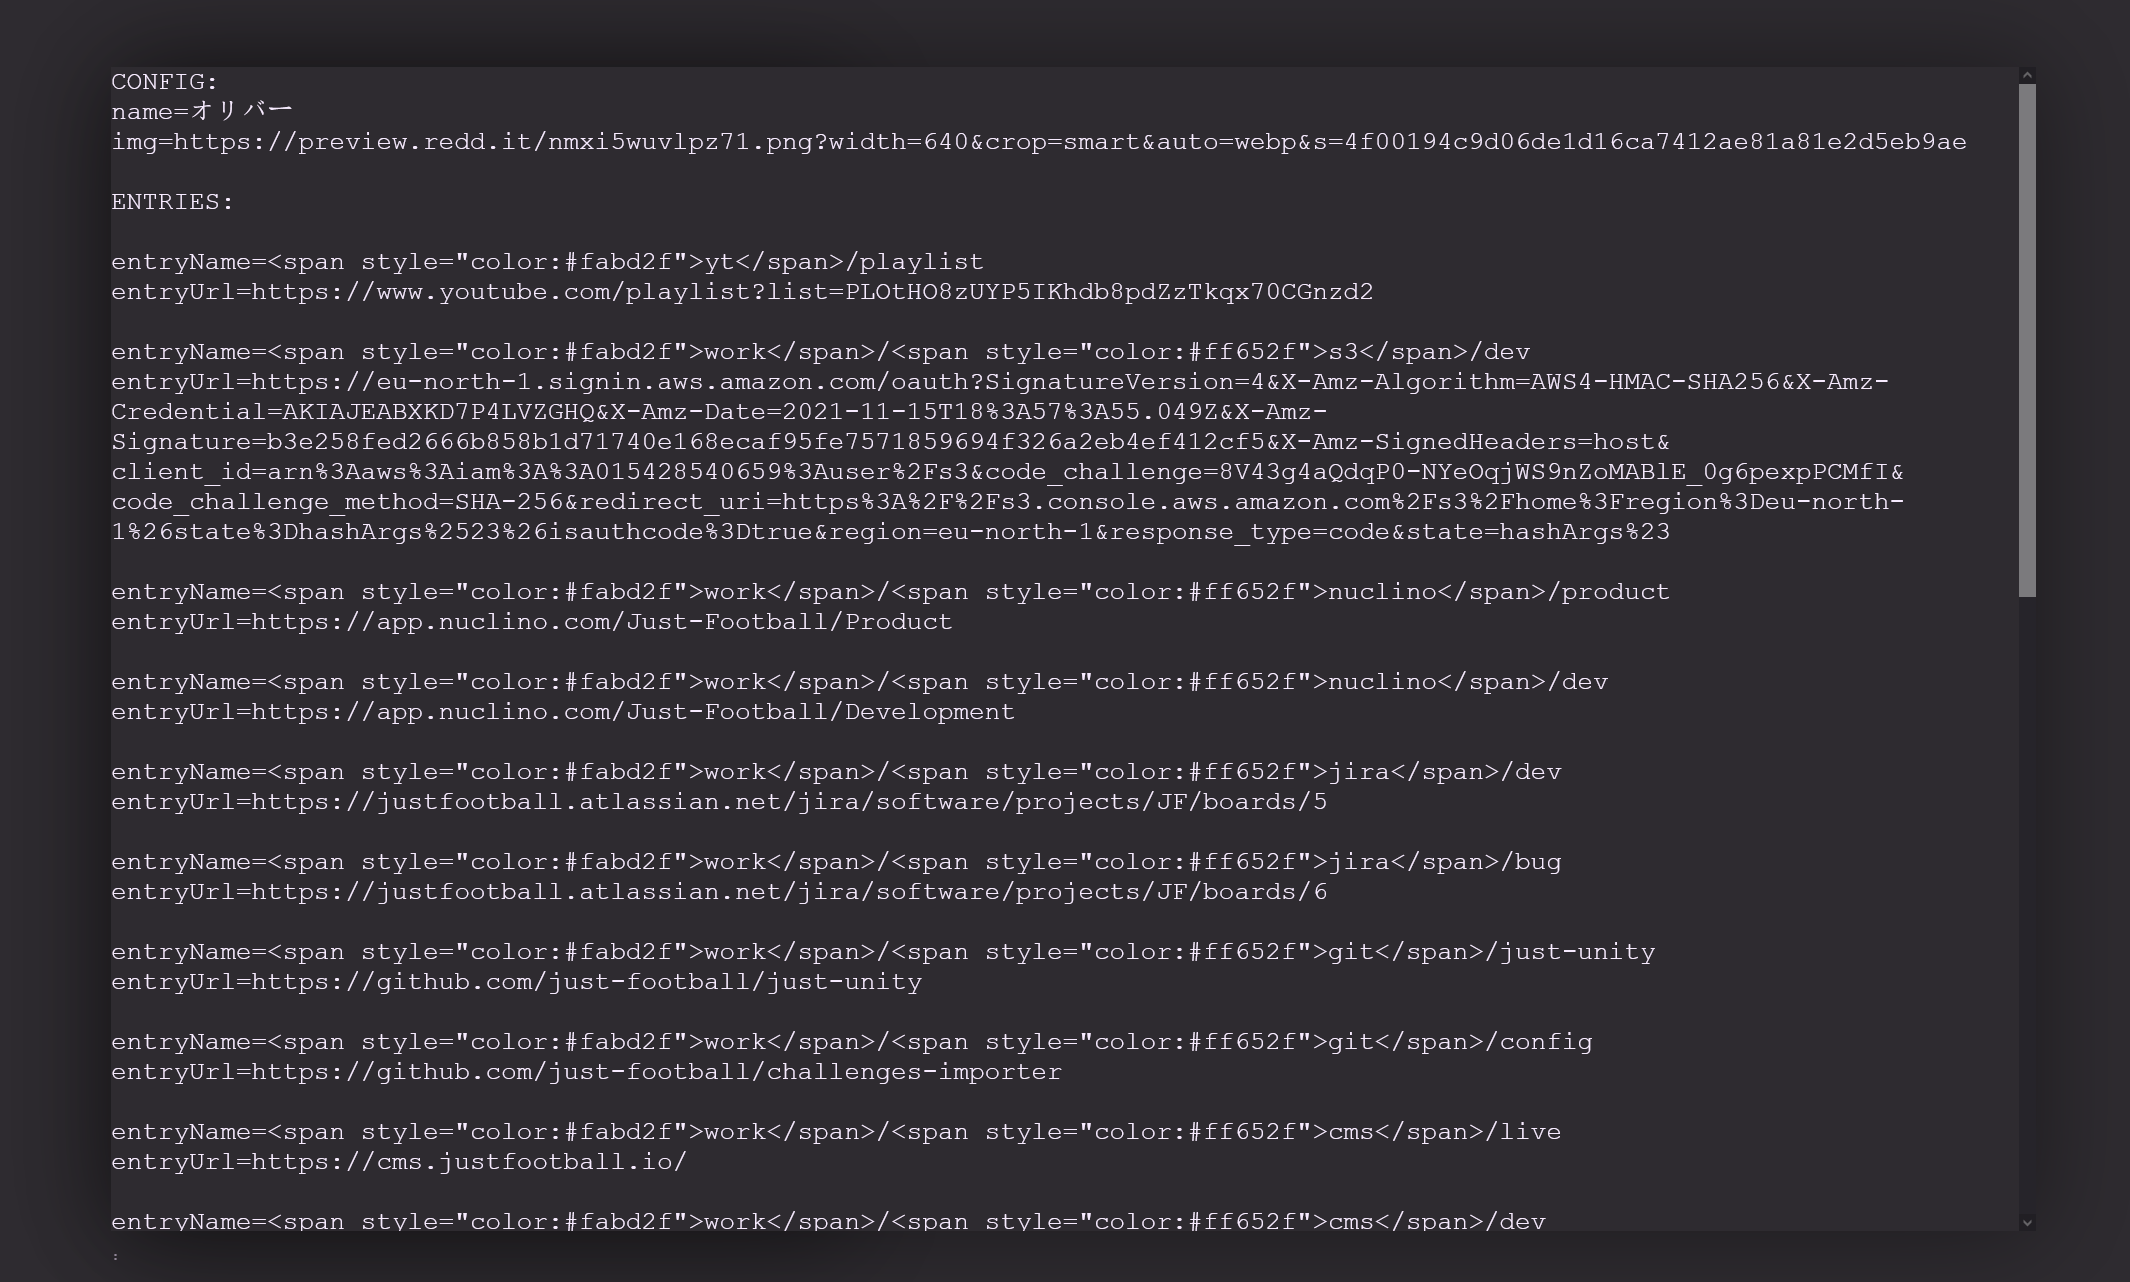 CONFIG:
name=オリバー
img=https://preview.redd.it/nmxi5wuvlpz71.png?width=640&crop=smart&auto=webp&s=4f00194c9d06de1d16ca7412ae81a81e2d5eb9ae
ENTRIES:
entryName=<span style="color:#fabd2f">yt</span>/playlist
entryUrl=https://www.youtube.com/playlist?list=PLOtHO8zUYP5IKhdb8pdZzTkqx70CGnzd2
entryName=<span style="color:#fabd2f">work</span>/<span style="color:#ff652f">s3</span>/dev
entryUrl=https://eu-north-1.signin.aws.amazon.com/oauth?SignatureVersion=4&X-Amz-Algorithm=AWS4-HMAC-SHA256&X-Amz-
Credential=AKIAJEABXKD7P4LVZGHQ&X-Amz-Date=2021-11-15T18%3A57%3A55.049Z&X-Amz-
Signature=b3e258fed2666b858b1d71740e168ecaf95fe7571859694f326a2eb4ef412cf5&X-Amz-SignedHeaders=host&
client_id=arn%3Aaws%3Aiam%3A%3A015428540659%3Auser%2Fs3&code_challenge=8V43g4aQdqP0-NYeOqjWS9nZoMABlE_0g6pexpPCMfI&
code_challenge_method=SHA-256&redirect_uri=https%3A%2F%2Fs3.console.aws.amazon.com%2Fs3%2Fhome%3Fregion%3Deu-north-
1%26state%3DhashArgs%2523%26isauthcode%3Dtrue&region=eu-north-1&response_type=code&state=hashArgs%23
entryName=<span style="color:#fabd2f">work</span>/<span style="color:#ff652f">nuclino</span>/product
entryUrl=https://app.nuclino.com/Just-Football/Product
entryName=<span style="color:#fabd2f">work</span>/<span style="color:#ff652f">nuclino</span>/dev
entryUrl=https://app.nuclino.com/Just-Football/Development
entryName=<span style="color:#fabd2f">work</span>/<span style="color:#ff652f">jira</span>/dev
entryUrl=https://justfootball.atlassian.net/jira/software/projects/JF/boards/5
entryName=<span style="color:#fabd2f">work</span>/<span style="color:#ff652f">jira</span>/bug
entryUrl=https://justfootball.atlassian.net/jira/software/projects/JF/boards/6
entryName=<span style="color:#fabd2f">work</span>/<span style="color:#ff652f">git</span>/just-unity
entryUrl=https://github.com/just-football/just-unity
entryName=<span style="color:#fabd2f">work</span>/<span style="color:#ff652f">git</span>/config
entryUrl=https://github.com/just-football/challenges-importer
entryName=<span style="color:#fabd2f">work</span>/<span style="color:#ff652f">cms</span>/live
entryUrl=https://cms.justfootball.io/
entryName=<span style="color:#fabd2f">work</span>/<span style="color:#ff652f">cms</span>/dev
: